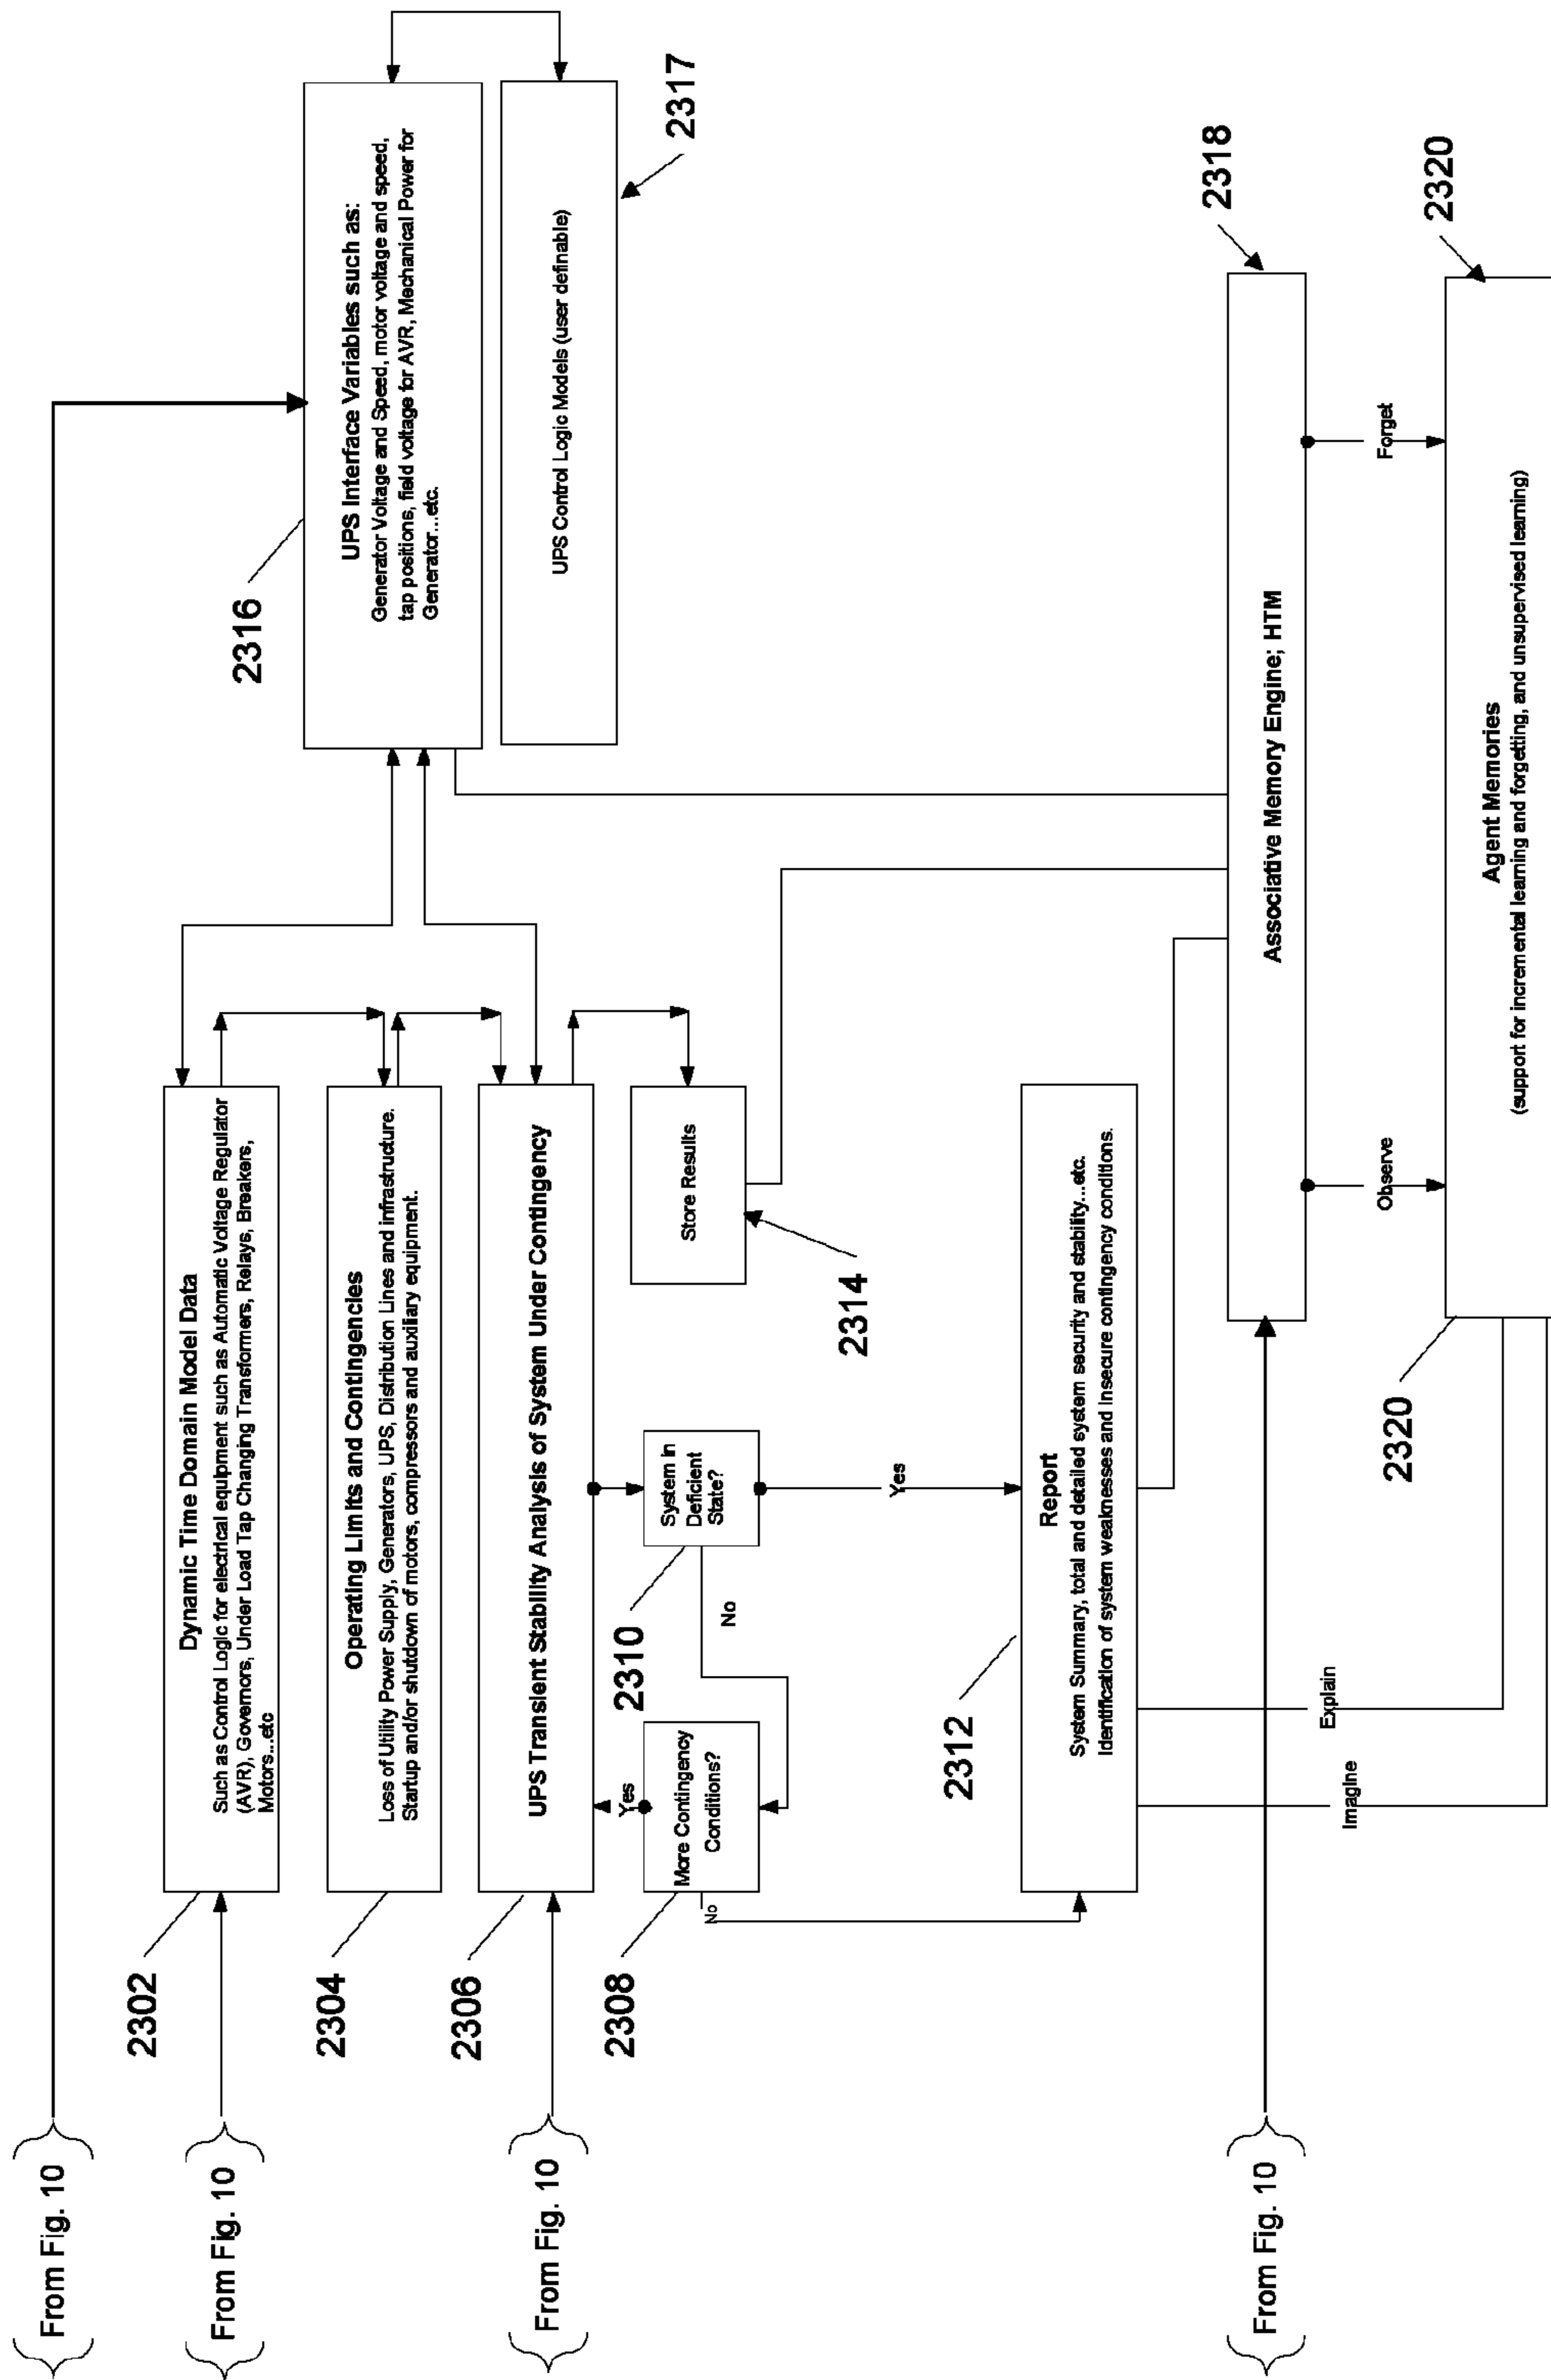 From Fig. 10
From Fig. 10
From Fig. 10
From Fig. 10
2302
Dynamic Time Domain Model Data
Such as Control Logic for electrical equipment such as Automatic Voltage Regulator
(AVR), Governors, Under Load Tap Changing Transformers, Relays, Breakers,
Motors...etc
2304
Operating Limits and Contingencies
Loss of Utility Power Supply, Generators, UPS, Distribution Lines and infrastructure.
Startup and/or shutdown of motors, compressors and auxiliary equipment.
2306
UPS Transient Stability Analysis of System Under Contingency
2308
More Contingency
Conditions?
Yes
No
2310
System in
Deficient
State?
No
Yes
2314
Store Results
2312
Report
System Summary, total and detailed system security and stability...etc.
Identification of system weaknesses and insecure contingency conditions.
2316
UPS Interface Variables such as:
Generator Voltage and Speed, motor voltage and speed,
tap positions, field voltage for AVR, Mechanical Power for
Generator...etc.
UPS Control Logic Models (user definable)
2317
Associative Memory Engine; HTM
2318
Imagine
Explain
Observe
Forget
2320
Agent Memories
(support for incremental learning and forgetting, and unsupervised learning)
2320